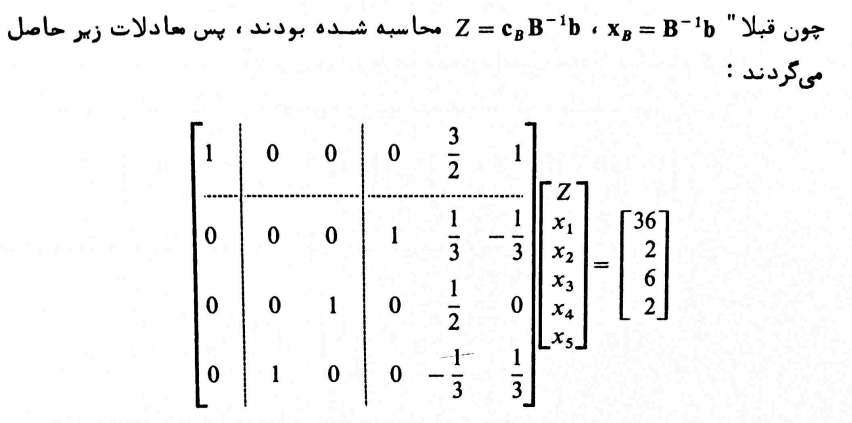 چون قبلا" x_B = B⁻¹b ، Z = c_B B⁻¹b محاسبه شده بودند ، پس معادلات زیر حاصل
می‌گردند :
1 0 0 0 3/2 1
0 0 0 1 1/3 −1/3
0 0 1 0 1/2 0
0 1 0 0 −1/3 1/3
Z
x₁
x₂
x₃
x₄
x₅
=
36
2
6
2